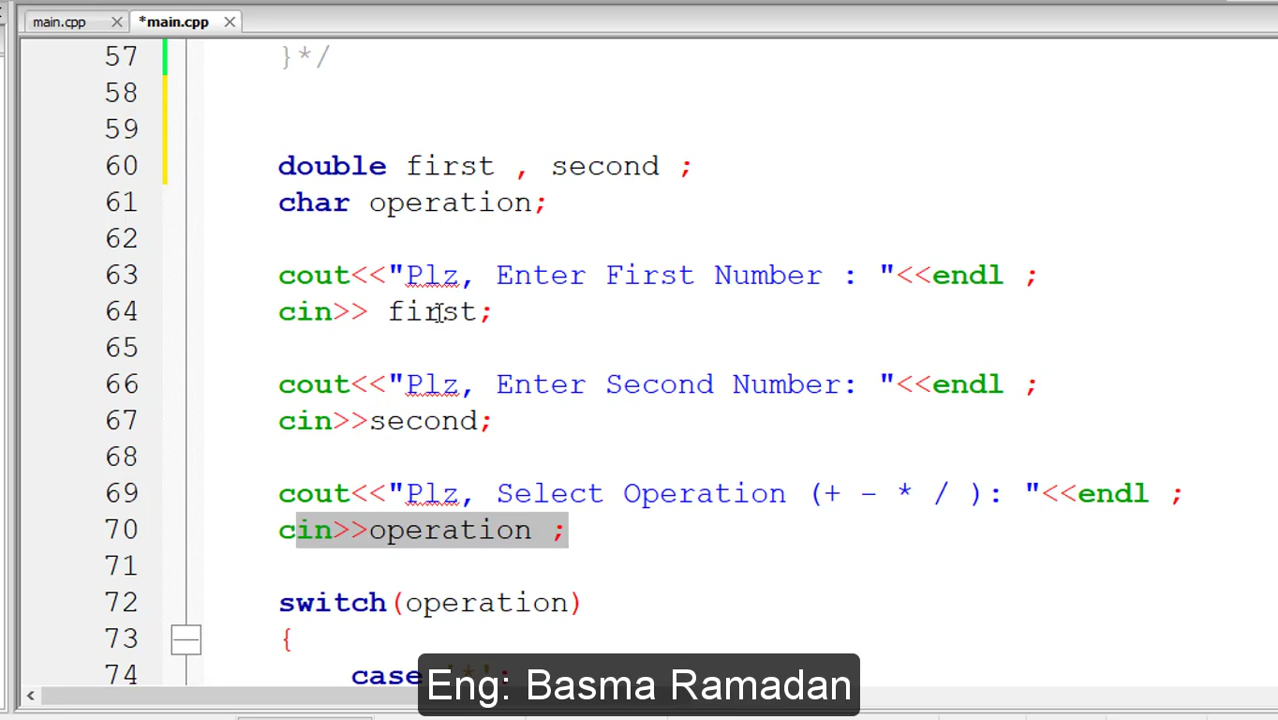 main.cpp
*main.cpp
57 }*/
58
59
60 double first , second ;
61 char operation;
62
63 cout<<"Plz, Enter First Number : "<<endl ;
64 cin>> first;
65
66 cout<<"Plz, Enter Second Number: "<<endl ;
67 cin>>second;
68
69 cout<<"Plz, Select Operation (+ - * / ): "<<endl ;
70 cin>>operation ;
71
72 switch(operation)
73 {
74 case
Eng: Basma Ramadan